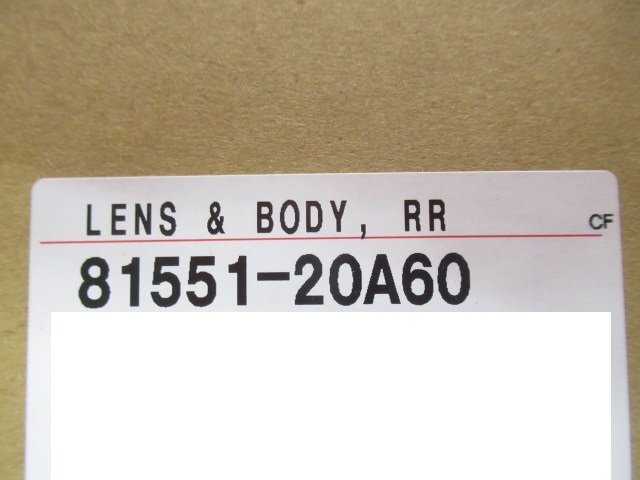 LENS & BODY, RR
CF
81551-20A60